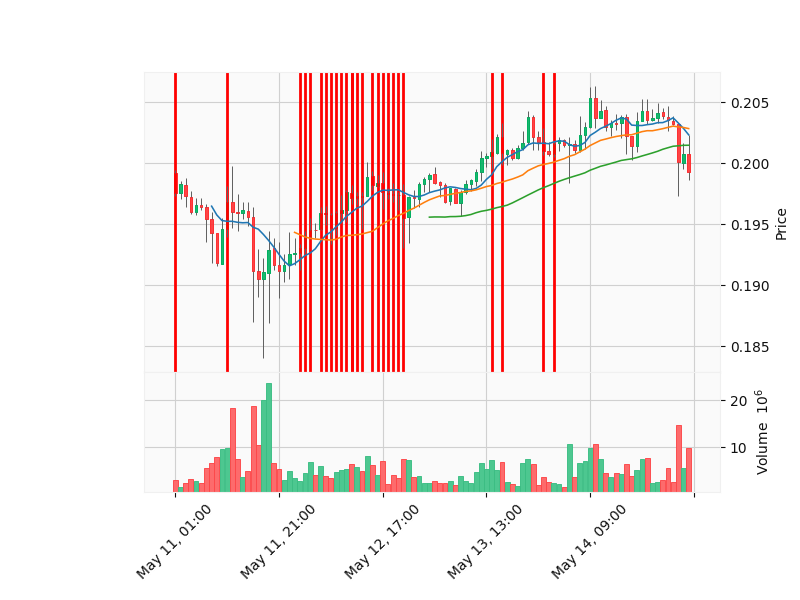 0.205
0.200
0.195
0.190
0.185
Price
20
10
Volume 10^6
May 11, 01:00
May 11, 21:00
May 12, 17:00
May 13, 13:00
May 14, 09:00